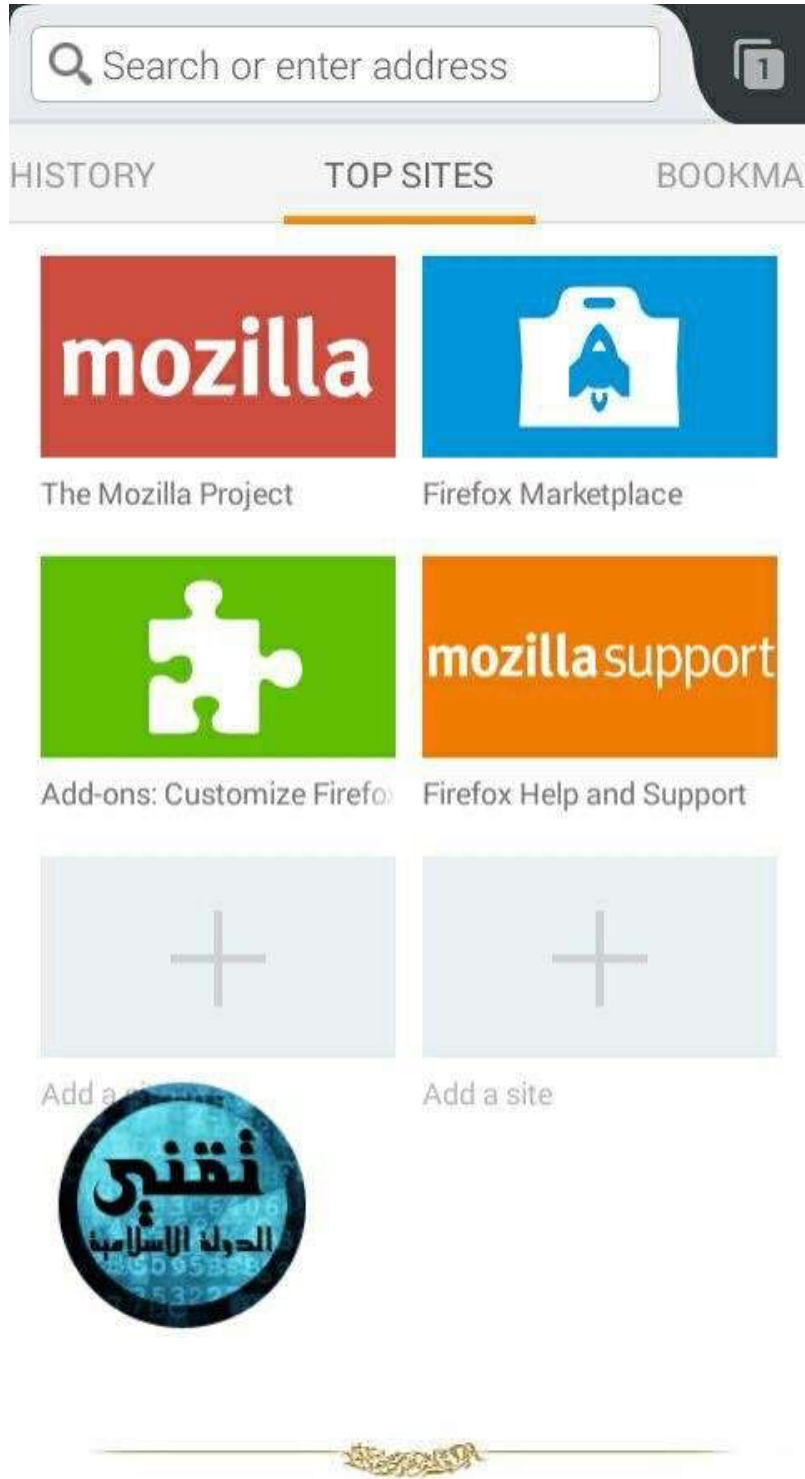 Search or enter address
1
HISTORY TOP SITES BOOKMA
mozilla
The Mozilla Project Firefox Marketplace
mozilla support
Add-ons: Customize Firefo Firefox Help and Support
Add a Add a site
تقني
الدولة الاسلامية